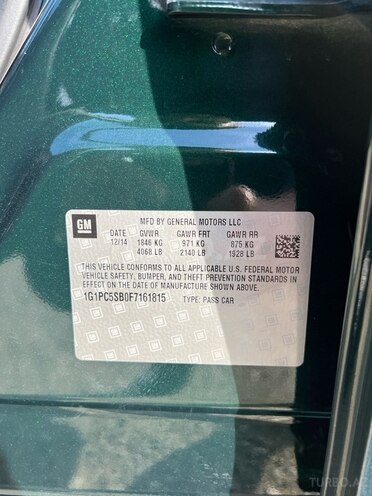 GM
MFD BY GENERAL MOTORS LLC
12/14 GVWR GAWR FRT GAWR RR
1846 KG 971 KG 875 KG
4068 LB 2140 LB 1928 LB
THIS VEHICLE CONFORMS TO ALL APPLICABLE U.S. FEDERAL MOTOR
VEHICLE SAFETY, BUMPER, AND THEFT PREVENTION STANDARDS IN
EFFECT ON THE DATE OF MANUFACTURE SHOWN ABOVE.
1G1PC5SB0F7161815 TYPE: PASS CAR
TURBO.AZ